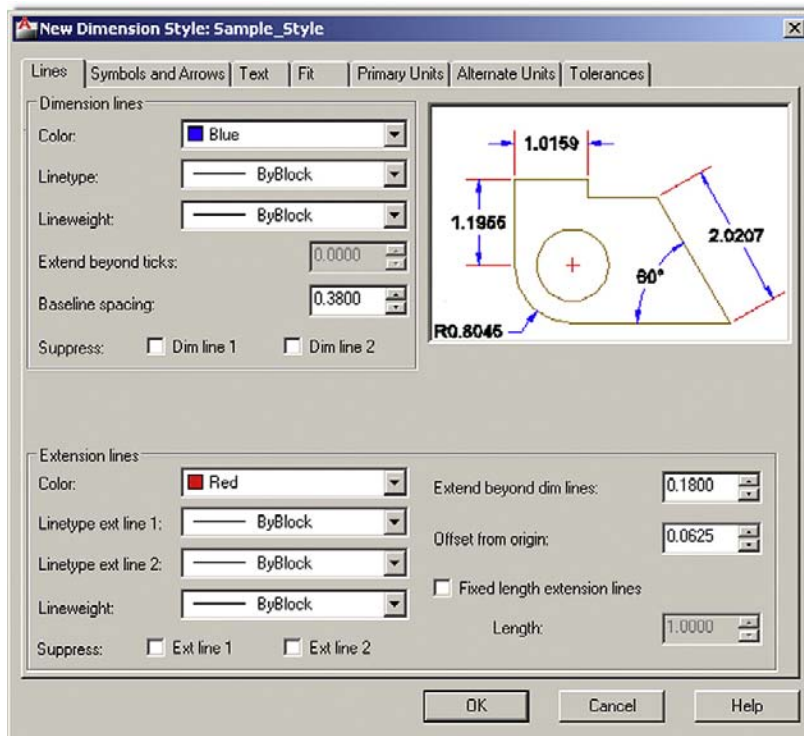 New Dimension Style: Sample_Style
Lines Symbols and Arrows Text Fit Primary Units Alternate Units Tolerances
Dimension lines
Color: Blue
Linetype: ByBlock
Lineweight: ByBlock
Extend beyond ticks: 0.0000
Baseline spacing: 0.3800
Suppress: Dim line 1 Dim line 2
1.0159
1.1956
2.0207
60°
R0.8045
Extension lines
Color: Red
Linetype ext line 1: ByBlock
Linetype ext line 2: ByBlock
Lineweight: ByBlock
Suppress: Ext line 1 Ext line 2
Extend beyond dim lines: 0.1800
Offset from origin: 0.0625
Fixed length extension lines
Length: 1.0000
OK Cancel Help